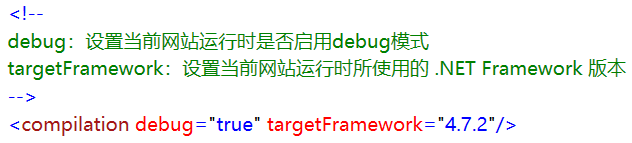 <!--
debug：设置当前网站运行时是否启用debug模式
targetFramework：设置当前网站运行时所使用的 .NET Framework 版本
-->
<compilation debug="true" targetFramework="4.7.2"/>